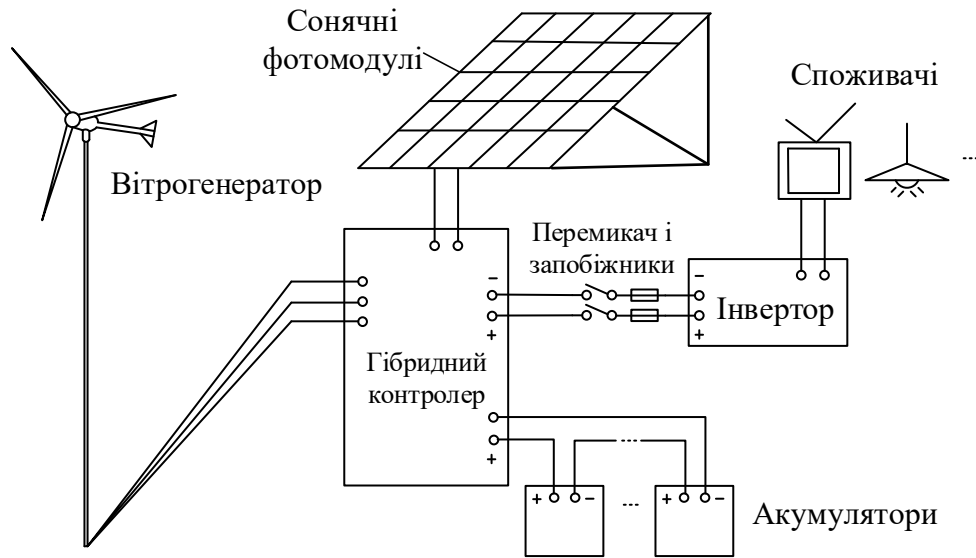 Сонячні
фотомодулі
Споживачі
...
Вітрогенератор
Перемикач і
запобіжники
−
−
Інвертор
+
+
Гібридний
контролер
...
+
+ −
...
+ −
Акумулятори